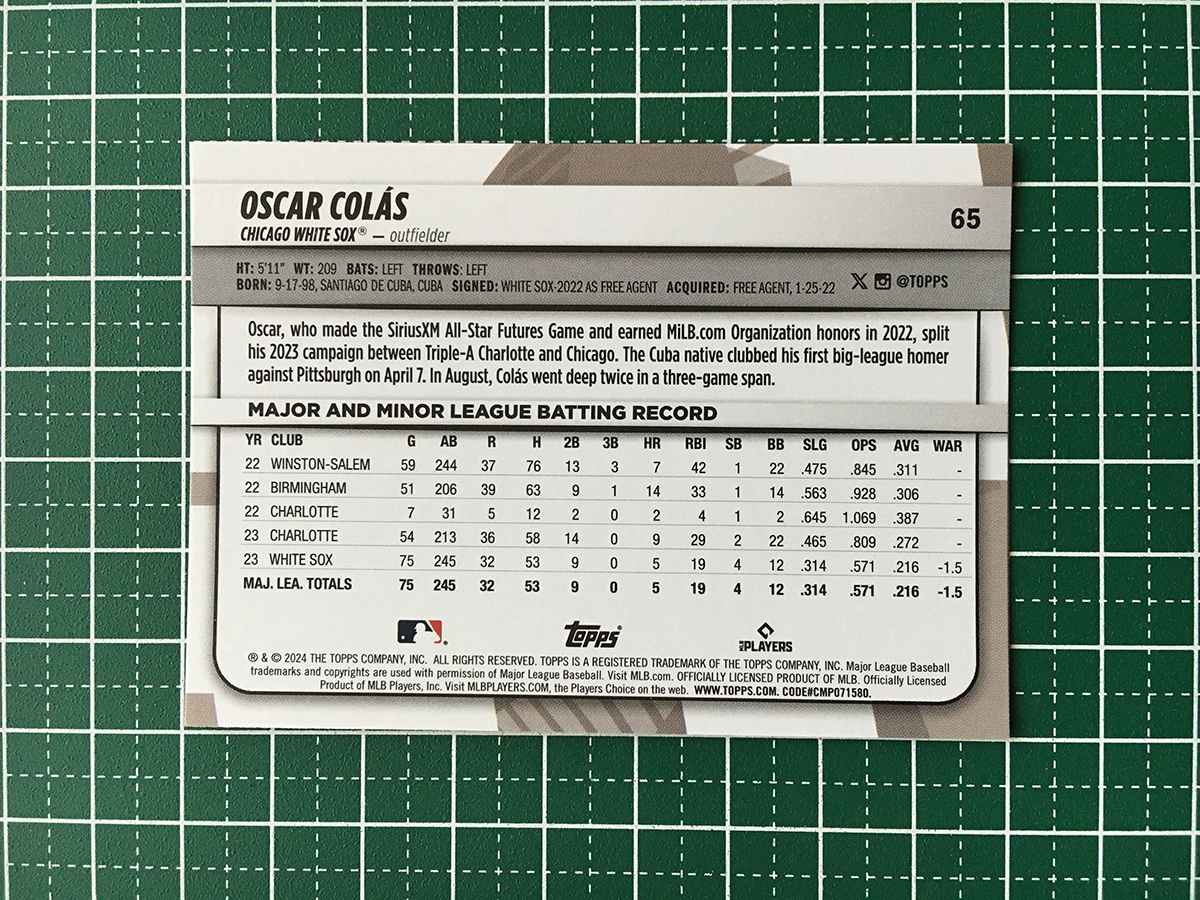 OSCAR COLÁS
65
CHICAGO WHITE SOX® — outfielder
HT: 5'11" WT: 209 BATS: LEFT THROWS: LEFT
BORN: 9-17-98, SANTIAGO DE CUBA, CUBA SIGNED: WHITE SOX-2022 AS FREE AGENT ACQUIRED: FREE AGENT, 1-25-22
@TOPPS
Oscar, who made the SiriusXM All-Star Futures Game and earned MiLB.com Organization honors in 2022, split
his 2023 campaign between Triple-A Charlotte and Chicago. The Cuba native clubbed his first big-league homer
against Pittsburgh on April 7. In August, Colás went deep twice in a three-game span.
MAJOR AND MINOR LEAGUE BATTING RECORD
YR CLUB G AB R H 2B 3B HR RBI SB BB SLG OPS AVG WAR
22 WINSTON-SALEM 59 244 37 76 13 3 7 42 1 22 .475 .845 .311 -
22 BIRMINGHAM 51 206 39 63 9 1 14 33 1 14 .563 .928 .306 -
22 CHARLOTTE 7 31 5 12 2 0 2 4 1 2 .645 1.069 .387 -
23 CHARLOTTE 54 213 36 58 14 0 9 29 2 22 .465 .809 .272 -
23 WHITE SOX 75 245 32 53 9 0 5 19 4 12 .314 .571 .216 -1.5
MAJ. LEA. TOTALS 75 245 32 53 9 0 5 19 4 12 .314 .571 .216 -1.5
topps®
MLB PLAYERS
® & © 2024 THE TOPPS COMPANY, INC. ALL RIGHTS RESERVED. TOPPS IS A REGISTERED TRADEMARK OF THE TOPPS COMPANY, INC. Major League Baseball
trademarks and copyrights are used with permission of Major League Baseball. Visit MLB.com. OFFICIALLY LICENSED PRODUCT OF MLB. Officially Licensed
Product of MLB Players, Inc. Visit MLBPLAYERS.COM, the Players Choice on the web. WWW.TOPPS.COM. CODE#CMP071580.